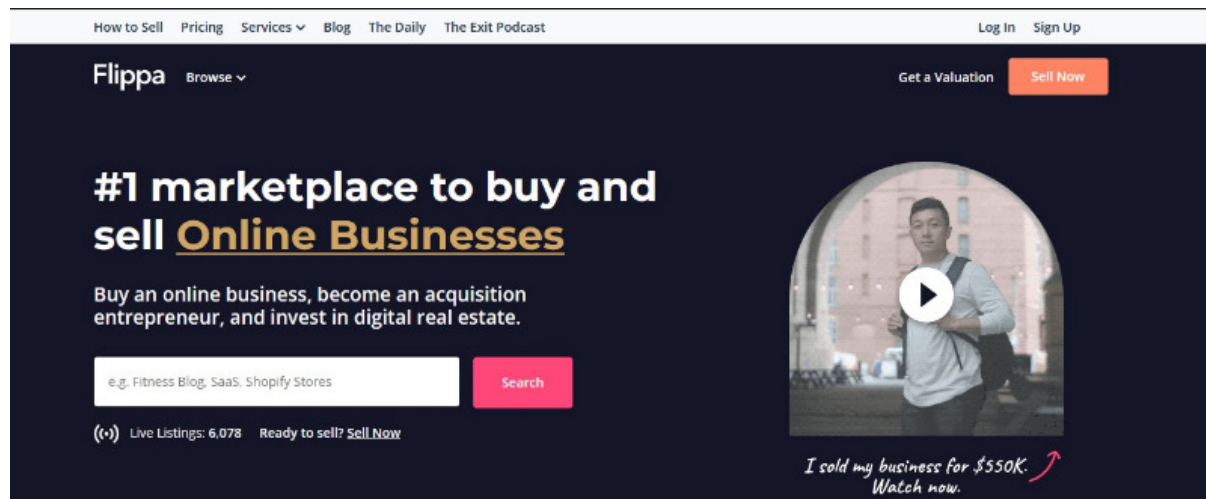 How to Sell Pricing Services Blog The Daily The Exit Podcast Log In Sign Up
Flippa Browse Get a Valuation Sell Now
#1 marketplace to buy and
sell Online Businesses
Buy an online business, become an acquisition
entrepreneur, and invest in digital real estate.
e.g. Fitness Blog, SaaS, Shopify Stores Search
Live Listings: 6,078 Ready to sell? Sell Now
I sold my business for $550K.
Watch now.